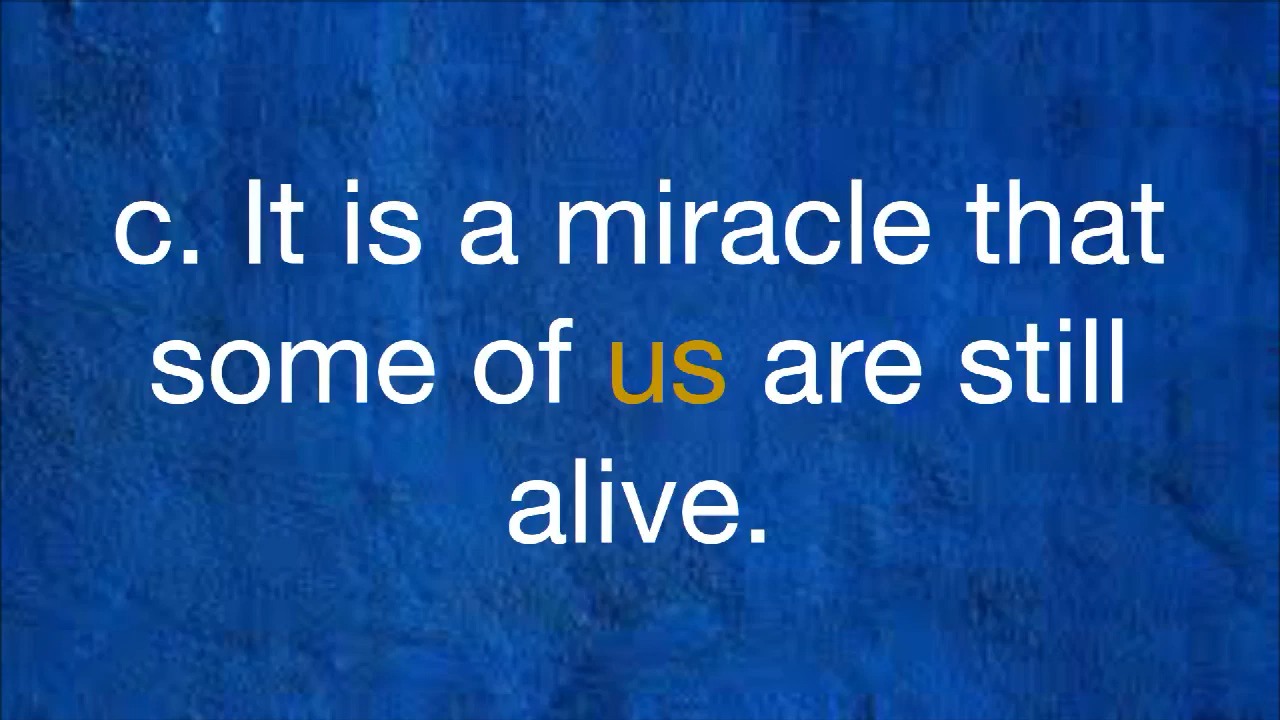 c. It is a miracle that
some of us are still
alive.